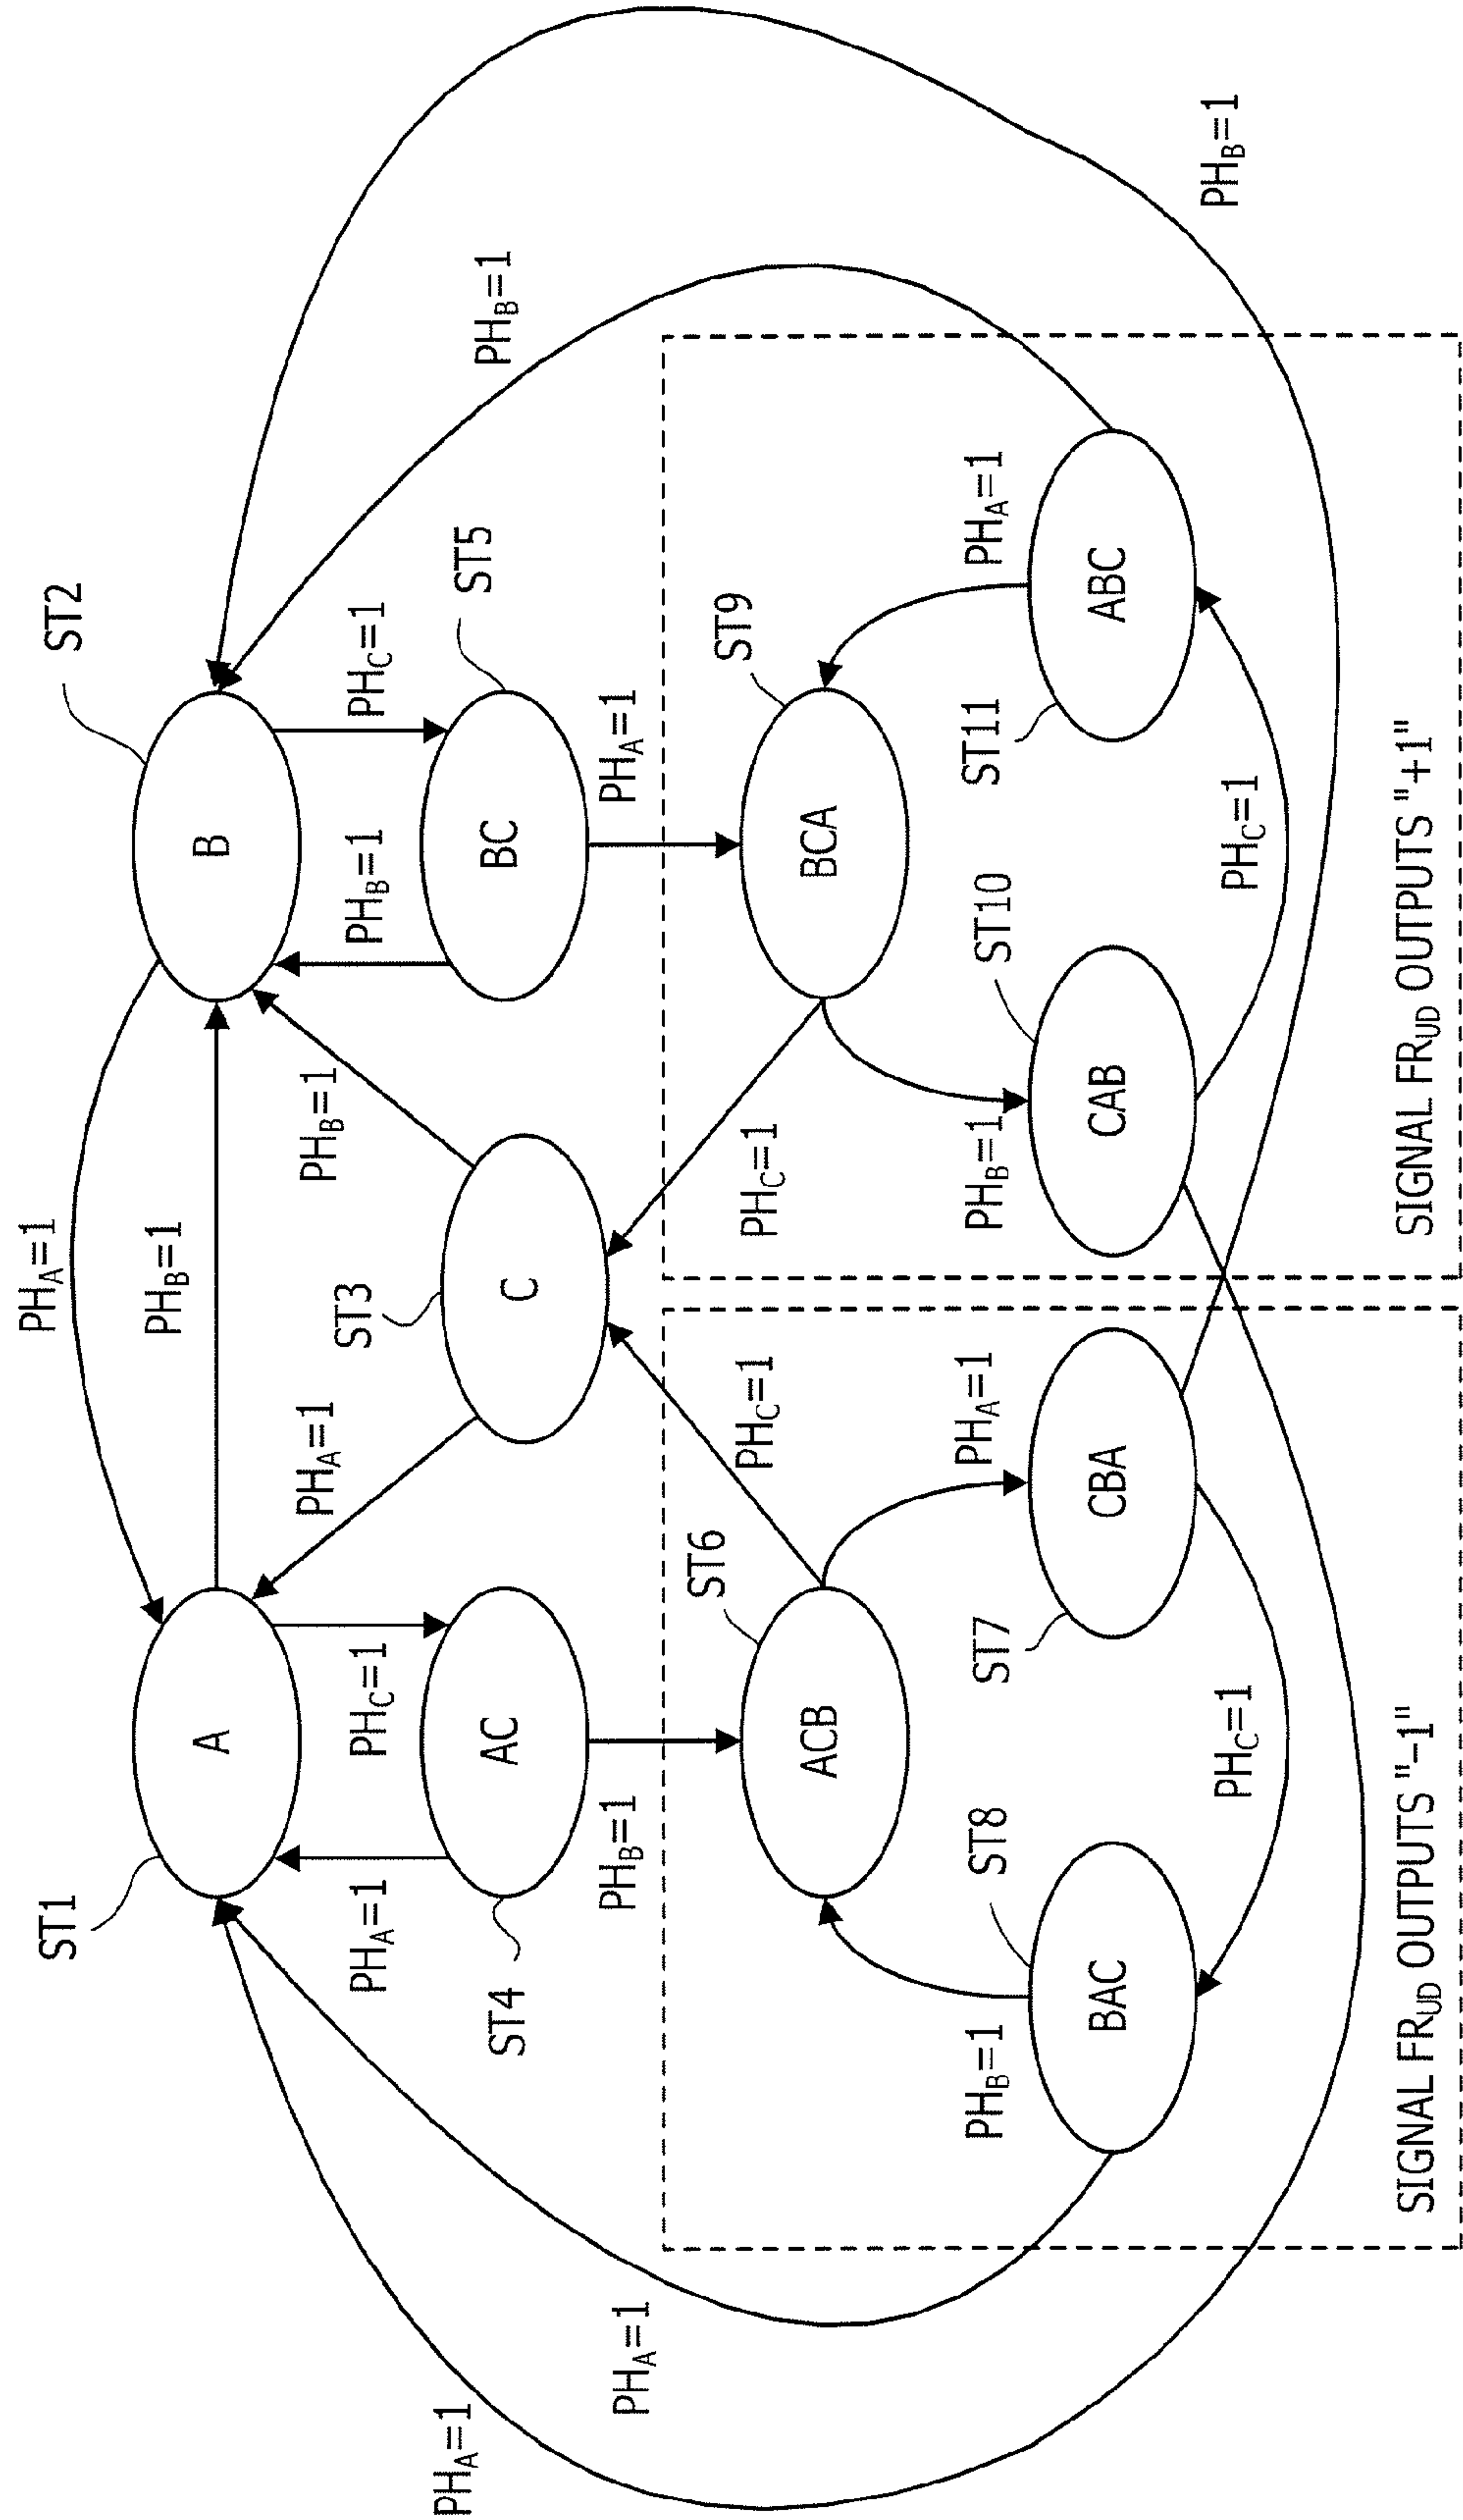 PH_A=1
PH_B=1
ST1
A
B
ST2
PH_A=1
PH_C=1
PH_A=1
ST3
PH_B=1
PH_B=1
PH_C=1
PH_A=1
ST4
AC
C
BC
ST5
PH_B=1
PH_A=1
PH_B=1
PH_A=1
ST6
PH_C=1
PH_C=1
ST9
ACB
BCA
PH_B=1
ST8
ST7
PH_A=1
PH_B=1
ST10
ST11
PH_A=1
BAC
CBA
CAB
ABC
PH_C=1
PH_C=1
PH_B=1
SIGNAL FR_UD OUTPUTS "-1"
SIGNAL FR_UD OUTPUTS "+1"